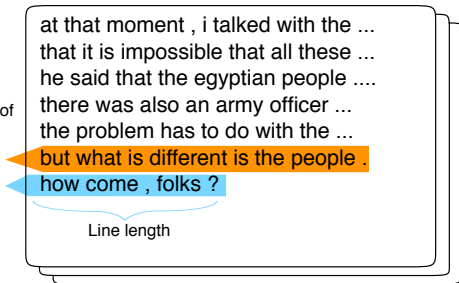 at that moment , i talked with the ...
that it is impossible that all these ...
he said that the egyptian people ....
of
there was also an army officer ...
the problem has to do with the ...
but what is different is the people .
how come , folks ?
Line length